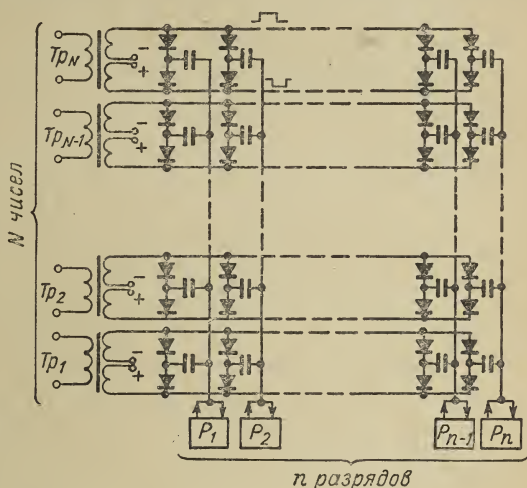 Тр_N
− +
Тр_N-1
− +
N чисел
Тр_2
− +
Тр_1
− +
P_1 P_2 P_n-1 P_n
n разрядов